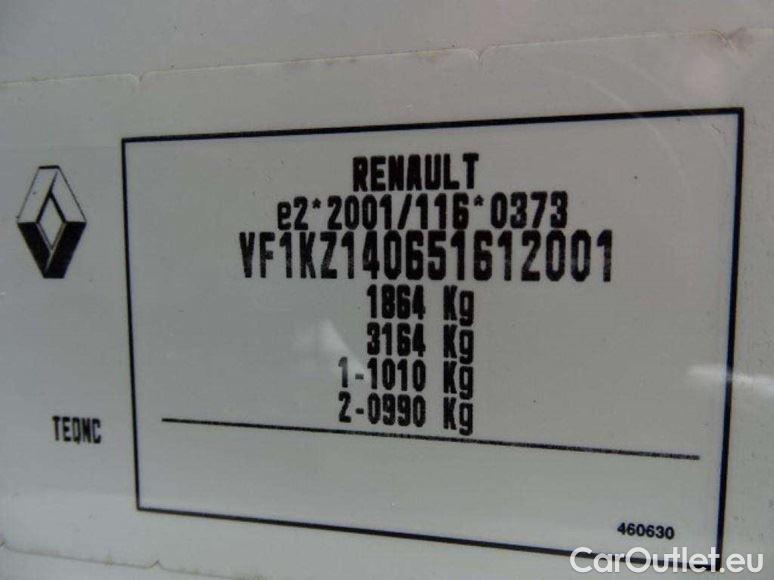 RENAULT
e2*2001/116*0373
VF1KZ140651612001
1864 Kg
3164 Kg
1-1010 Kg
2-0990 Kg
TEQNC
460630
CarOutlet.eu